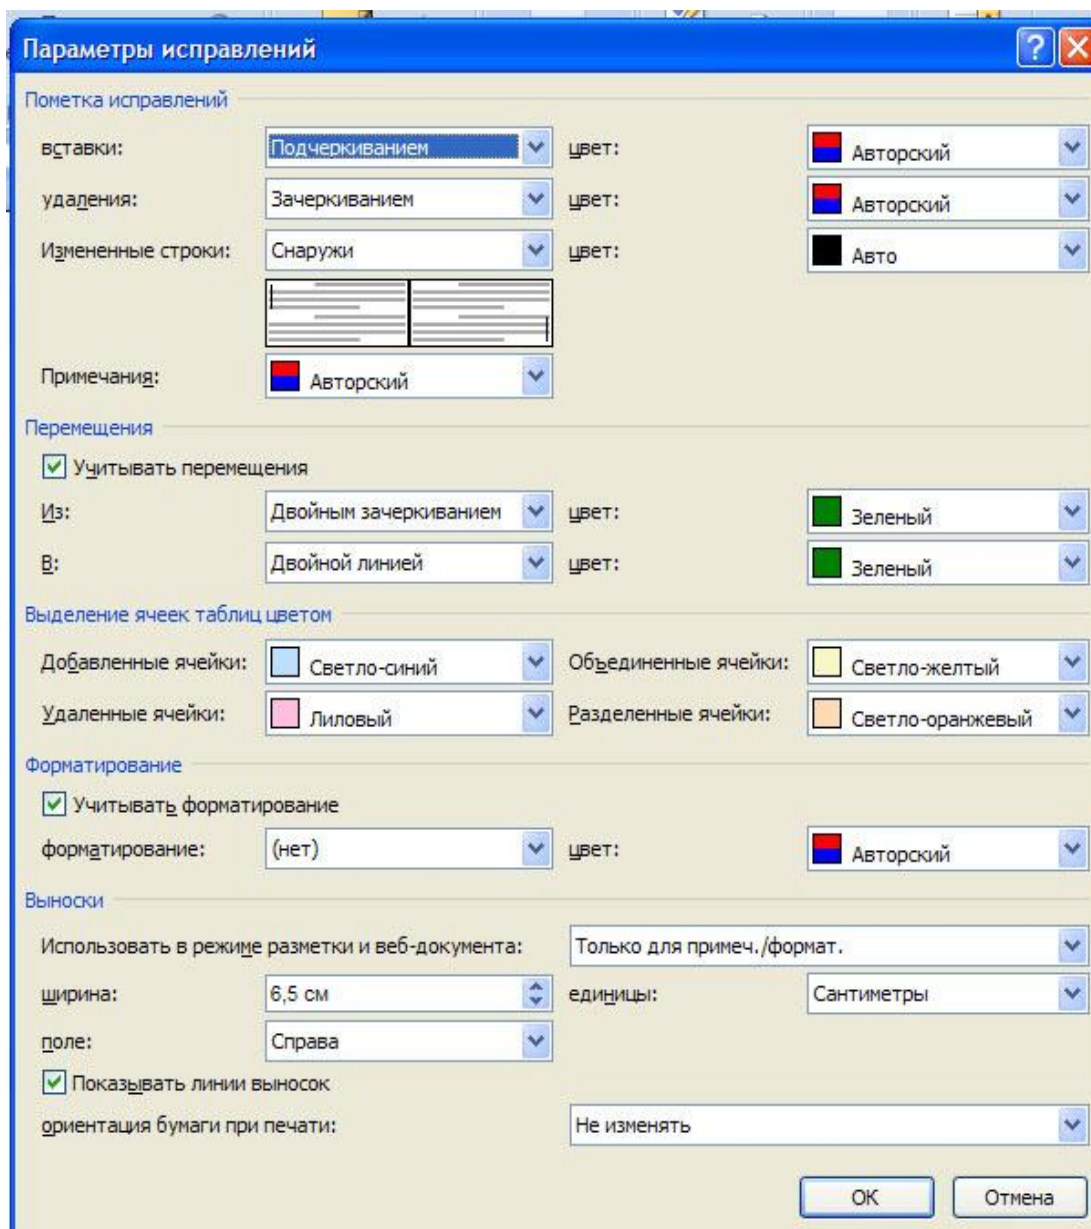 Параметры исправлений
Пометка исправлений
вставки: Подчеркиванием цвет: Авторский
удаления: Зачеркиванием цвет: Авторский
Измененные строки: Снаружи цвет: Авто
Примечания: Авторский
Перемещения
Учитывать перемещения
Из: Двойным зачеркиванием цвет: Зеленый
В: Двойной линией цвет: Зеленый
Выделение ячеек таблиц цветом
Добавленные ячейки: Светло-синий Объединенные ячейки: Светло-желтый
Удаленные ячейки: Лиловый Разделенные ячейки: Светло-оранжевый
Форматирование
Учитывать форматирование
форматирование: (нет) цвет: Авторский
Выноски
Использовать в режиме разметки и веб-документа: Только для примеч./формат.
ширина: 6,5 см единицы: Сантиметры
поле: Справа
Показывать линии выносок
ориентация бумаги при печати: Не изменять
ОК Отмена